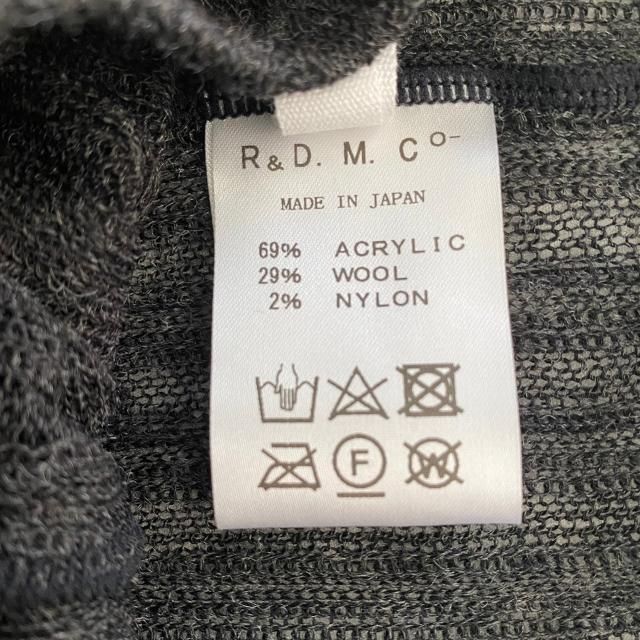 R & D. M. Co-
MADE IN JAPAN
69% ACRYLIC
29% WOOL
2% NYLON
F W